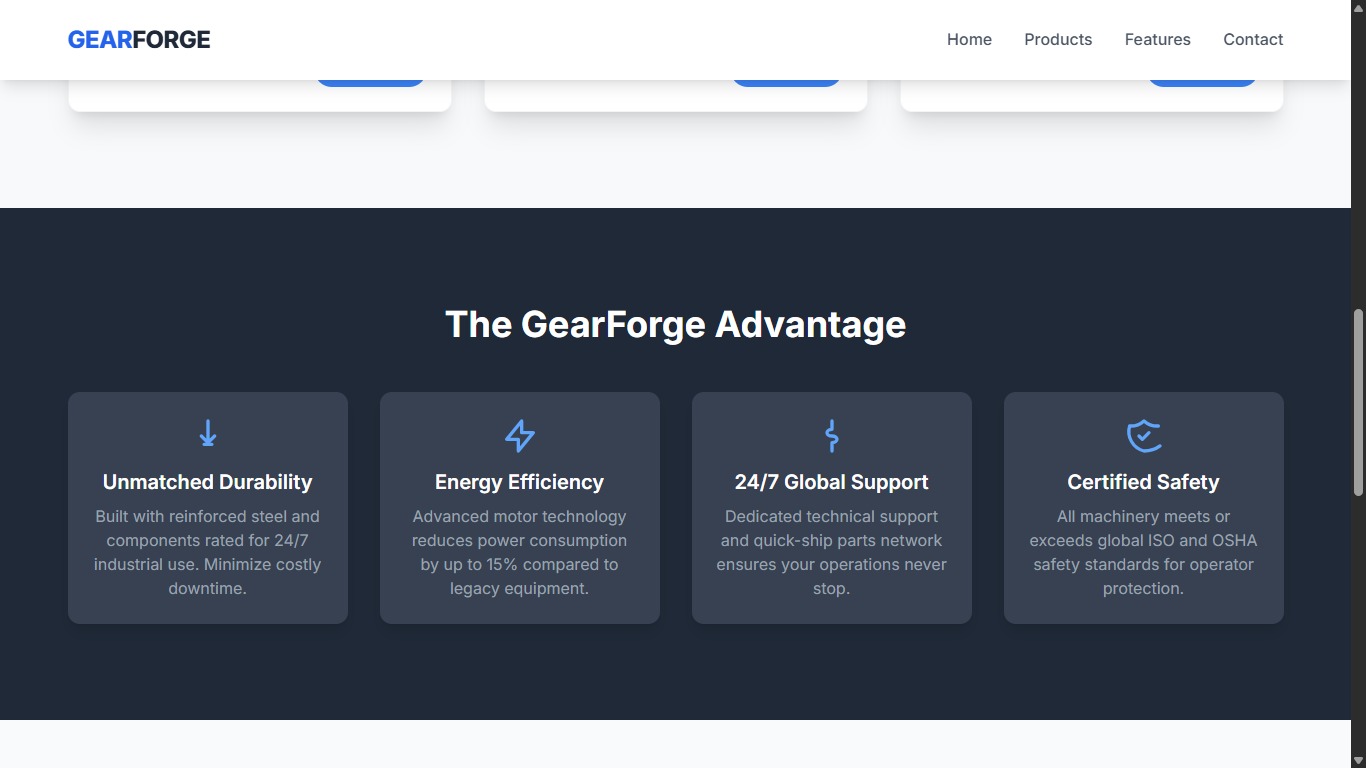 GEARFORGE
Home
Products
Features
Contact
The GearForge Advantage
Unmatched Durability
Built with reinforced steel and
components rated for 24/7
industrial use. Minimize costly
downtime.
Energy Efficiency
Advanced motor technology
reduces power consumption
by up to 15% compared to
legacy equipment.
24/7 Global Support
Dedicated technical support
and quick-ship parts network
ensures your operations never
stop.
Certified Safety
All machinery meets or
exceeds global ISO and OSHA
safety standards for operator
protection.